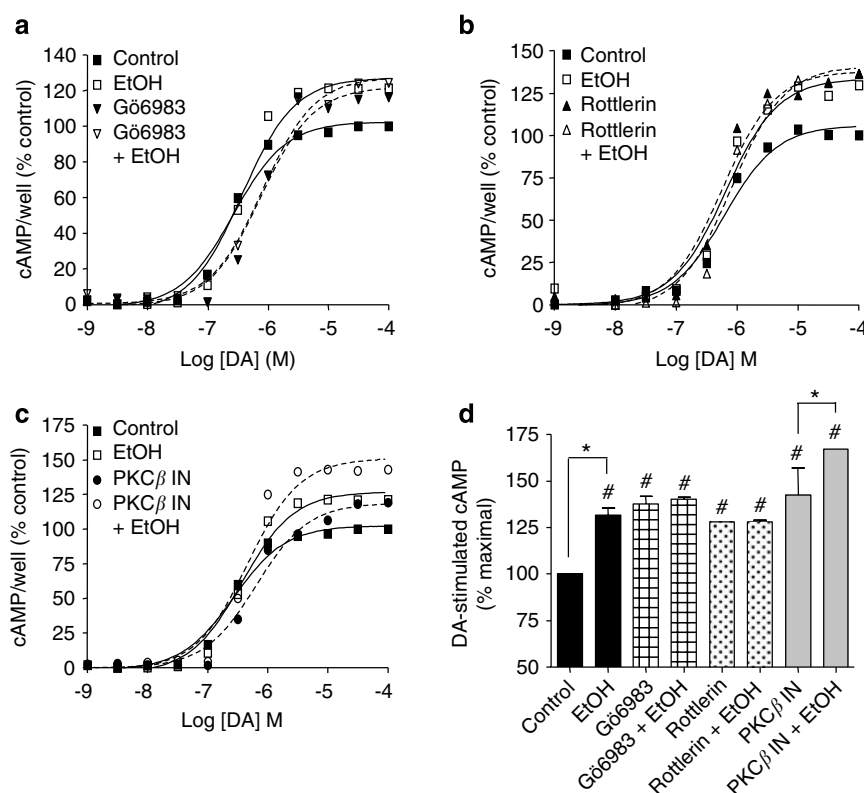 a
140
120
100
80
60
40
20
0
cAMP/well (% control)
Control
EtOH
Gö6983
Gö6983
+ EtOH
-9 -8 -7 -6 -5 -4
Log [DA] (M)
b
150
125
100
75
50
25
0
cAMP/well (% control)
Control
EtOH
Rottlerin
Rottlerin
+ EtOH
-9 -8 -7 -6 -5 -4
Log [DA] M
c
175
150
125
100
75
50
25
0
cAMP/well (% control)
Control
EtOH
PKCβ IN
PKCβ IN
+ EtOH
-9 -8 -7 -6 -5 -4
Log [DA] M
d
175
150
125
100
75
50
DA-stimulated cAMP
(% maximal)
* *
# # # # # # #
Control
EtOH
Gö6983
Gö6983 + EtOH
Rottlerin
Rottlerin + EtOH
PKCβ IN
PKCβ IN + EtOH